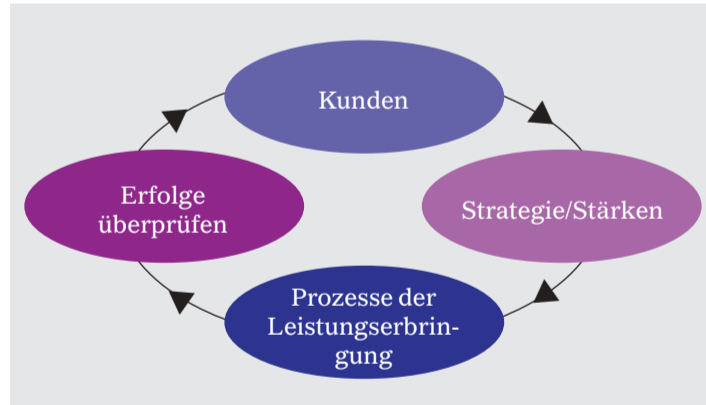 Kunden
Strategie/Stärken
Prozesse der
Leistungserbrin-
gung
Erfolge
überprüfen